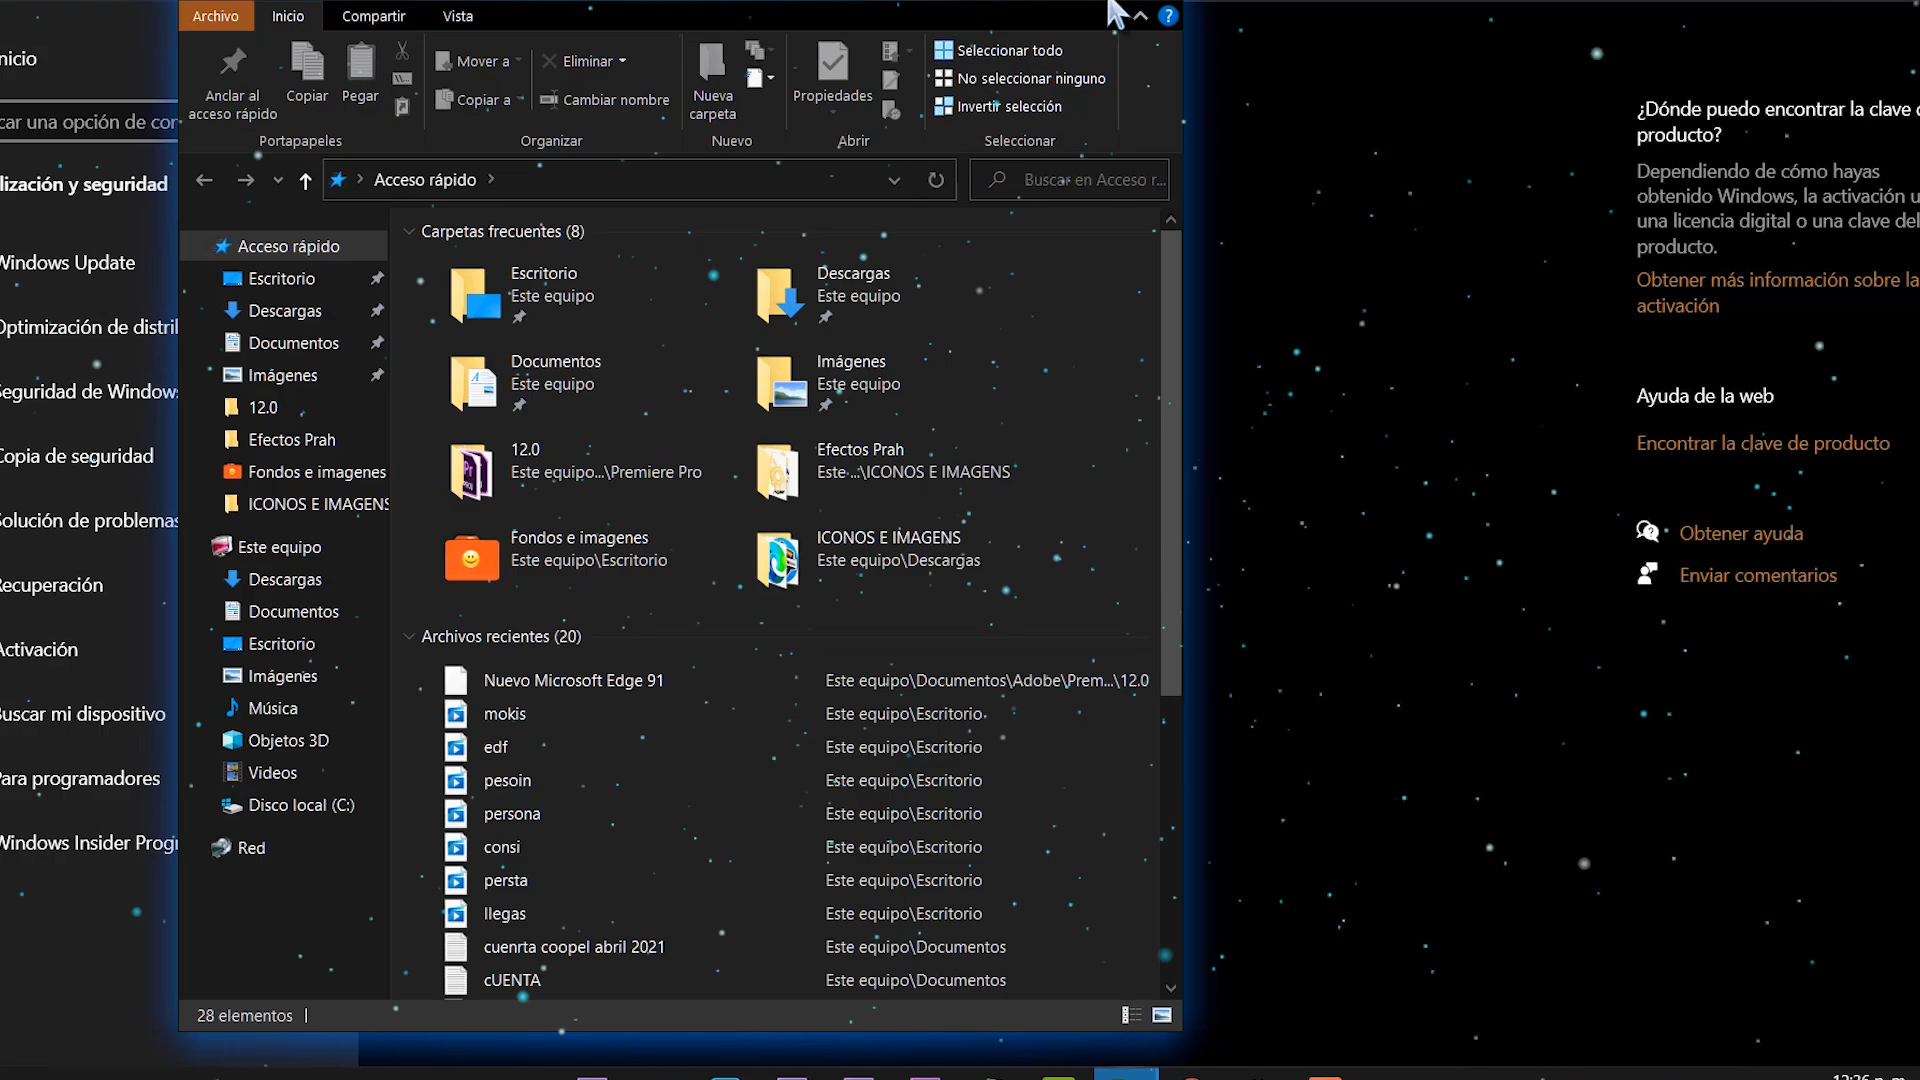 Archivo
Inicio
Compartir
Vista
Anclar al
acceso rápido
Copiar
Pegar
Portapapeles
Mover a
Copiar a
Eliminar
Cambiar nombre
Organizar
Nueva
carpeta
Nuevo
Propiedades
Abrir
Seleccionar todo
No seleccionar ninguno
Invertir selección
Seleccionar
Acceso rápido
Buscar en Acceso r...
nicio
car una opción de cor
lización y seguridad
Windows Update
Optimización de distril
Seguridad de Windows
Copia de seguridad
Solución de problemas
Recuperación
Activación
Buscar mi dispositivo
Para programadores
Windows Insider Progr
Acceso rápido
Escritorio
Descargas
Documentos
Imágenes
12.0
Efectos Prah
Fondos e imagenes
ICONOS E IMAGENS
Este equipo
Descargas
Documentos
Escritorio
Imágenes
Música
Objetos 3D
Videos
Disco local (C:)
Red
Carpetas frecuentes (8)
Escritorio
Este equipo
Descargas
Este equipo
Documentos
Este equipo
Imágenes
Este equipo
12.0
Este equipo...\Premiere Pro
Efectos Prah
Este ...\ICONOS E IMAGENS
Fondos e imagenes
Este equipo\Escritorio
ICONOS E IMAGENS
Este equipo\Descargas
Archivos recientes (20)
Nuevo Microsoft Edge 91 Este equipo\Documentos\Adobe\Prem...\12.0
mokis Este equipo\Escritorio
edf Este equipo\Escritorio
pesoin Este equipo\Escritorio
persona Este equipo\Escritorio
consi Este equipo\Escritorio
persta Este equipo\Escritorio
llegas Este equipo\Escritorio
cuenrta coopel abril 2021 Este equipo\Documentos
cUENTA Este equipo\Documentos
28 elementos
¿Dónde puedo encontrar la clave d
producto?
Dependiendo de cómo hayas
obtenido Windows, la activación u
una licencia digital o una clave del
producto.
Obtener más información sobre la
activación
Ayuda de la web
Encontrar la clave de producto
Obtener ayuda
Enviar comentarios